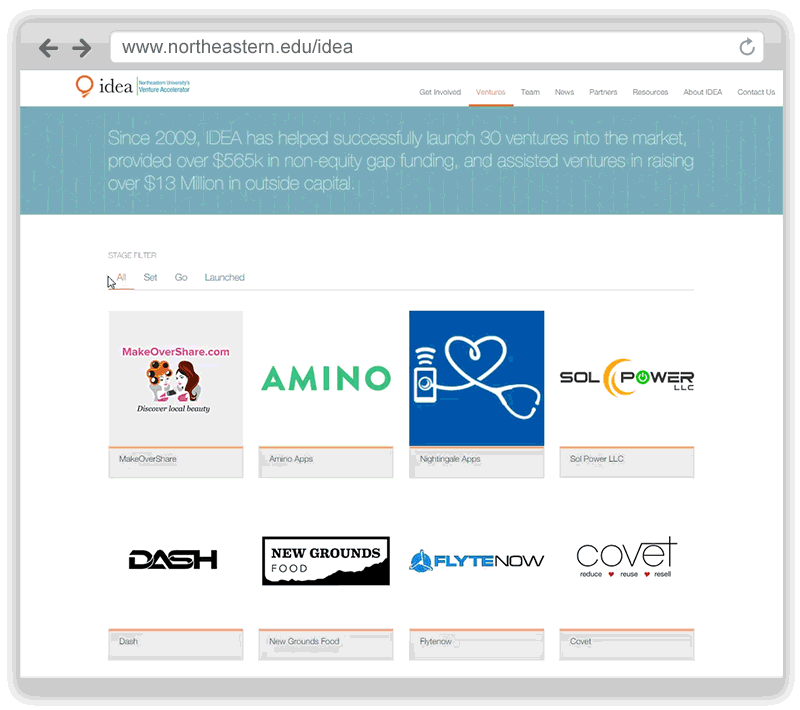 www.northeastern.edu/idea
idea
Northeastern University's
Venture Accelerator
Get Involved Ventures Team News Partners Resources About IDEA Contact Us
Since 2009, IDEA has helped successfully launch 30 ventures into the market,
provided over $565k in non-equity gap funding, and assisted ventures in raising
over $13 Million in outside capital.
STAGE FILTER
All Set Go Launched
MakeOverShare.com
Discover local beauty
AMINO
SOL POWER
LLC
MakeOverShare Amino Apps Nightingale Apps Sol Power LLC
DASH
NEW GROUNDS
FOOD
FLYTENOW
covet
reduce reuse resell
Dash New Grounds Food Flytenow Covet